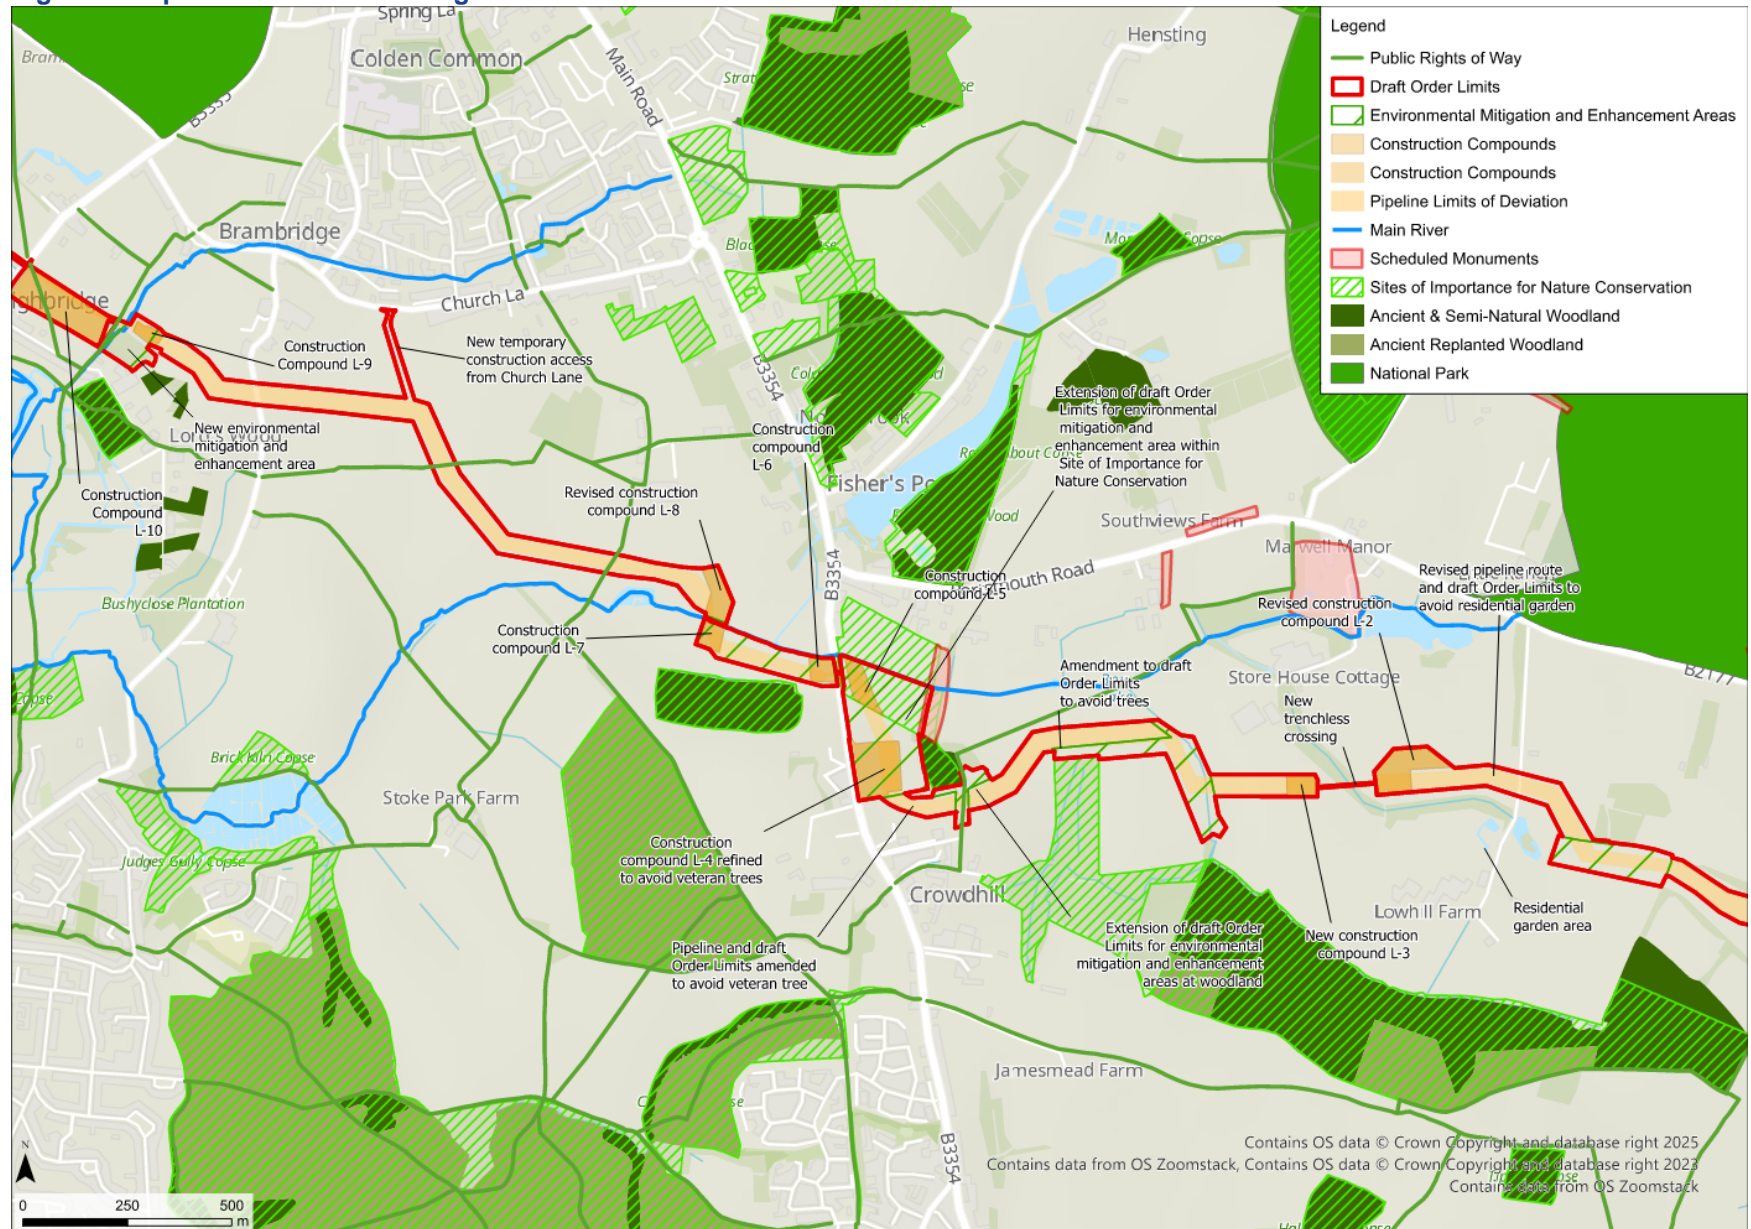 Spring La
Colden Common
Main Road
Hensting
B3335
Brambridge
Church La
ighbridge
Construction
Compound L-9
New temporary
construction access
from Church Lane
New environmental
mitigation and
enhancement area
Construction
Compound
L-10
B3354
Construction
compound
L-6
Fisher's Po
Revised construction
compound L-8
Extension of draft Order
Limits for environmental
mitigation and
enhancement area within
Site of Importance for
Nature Conservation
Southviews Farm
Marwell Manor
B3354
Construction
compound L-5
mouth Road
Revised construction
compound L-2
Revised pipeline route
and draft Order Limits to
avoid residential garden
Bushyclose Plantation
Construction
compound L-7
Amendment to draft
Order Limits
to avoid trees
Store House Cottage
B2177
New
trenchless
crossing
Copse
Brick Kiln Copse
Stoke Park Farm
Judges Gully Copse
Construction
compound L-4 refined
to avoid veteran trees
Crowdhill
Lowhill Farm
Residential
garden area
New construction
compound L-3
Pipeline and draft
Order Limits amended
to avoid veteran tree
Extension of draft Order
Limits for environmental
mitigation and enhancement
areas at woodland
Jamesmead Farm
B3354
Legend
Public Rights of Way
Draft Order Limits
Environmental Mitigation and Enhancement Areas
Construction Compounds
Construction Compounds
Pipeline Limits of Deviation
Main River
Scheduled Monuments
Sites of Importance for Nature Conservation
Ancient & Semi-Natural Woodland
Ancient Replanted Woodland
National Park
Contains OS data © Crown Copyright and database right 2025
Contains data from OS Zoomstack, Contains OS data © Crown Copyright and database right 2023
Contains data from OS Zoomstack
N
0 250 500
m